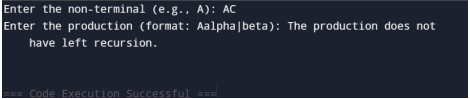 Enter the non-terminal (e.g., A): AC
Enter the production (format: Aalpha|beta): The production does not
have left recursion.
=== Code Execution Successful ===